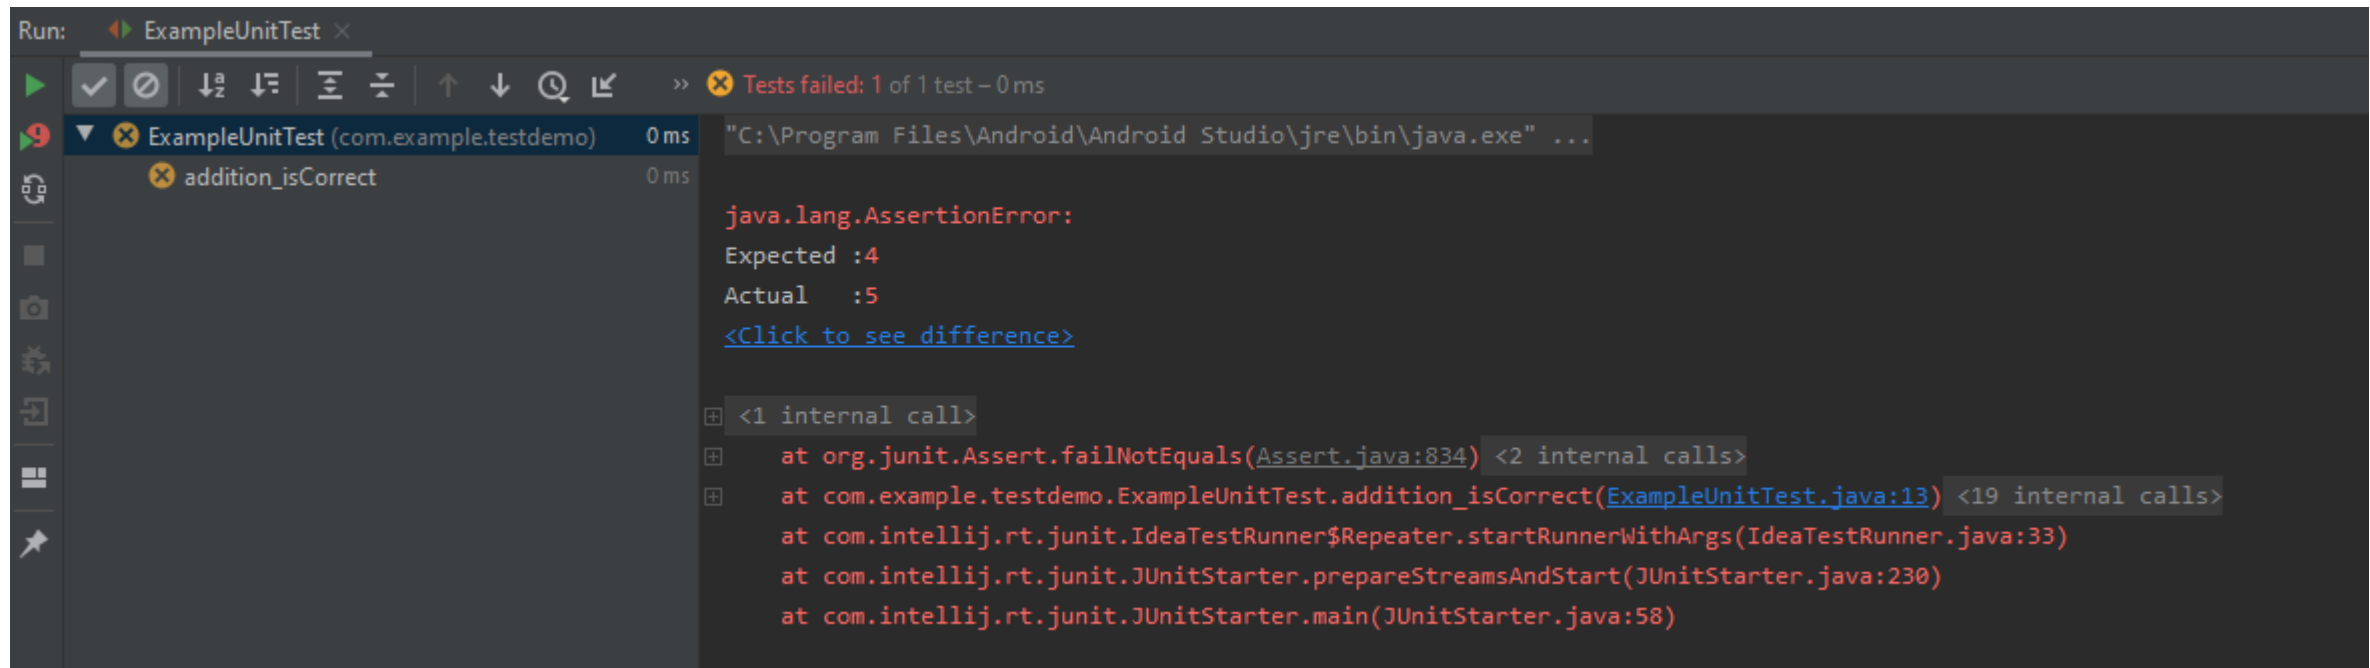 Run: ExampleUnitTest
Tests failed: 1 of 1 test – 0 ms
ExampleUnitTest (com.example.testdemo) 0 ms
addition_isCorrect 0 ms
"C:\Program Files\Android\Android Studio\jre\bin\java.exe" ...
java.lang.AssertionError:
Expected :4
Actual   :5
<Click to see difference>
<1 internal call>
at org.junit.Assert.failNotEquals(Assert.java:834) <2 internal calls>
at com.example.testdemo.ExampleUnitTest.addition_isCorrect(ExampleUnitTest.java:13) <19 internal calls>
at com.intellij.rt.junit.IdeaTestRunner$Repeater.startRunnerWithArgs(IdeaTestRunner.java:33)
at com.intellij.rt.junit.JUnitStarter.prepareStreamsAndStart(JUnitStarter.java:230)
at com.intellij.rt.junit.JUnitStarter.main(JUnitStarter.java:58)